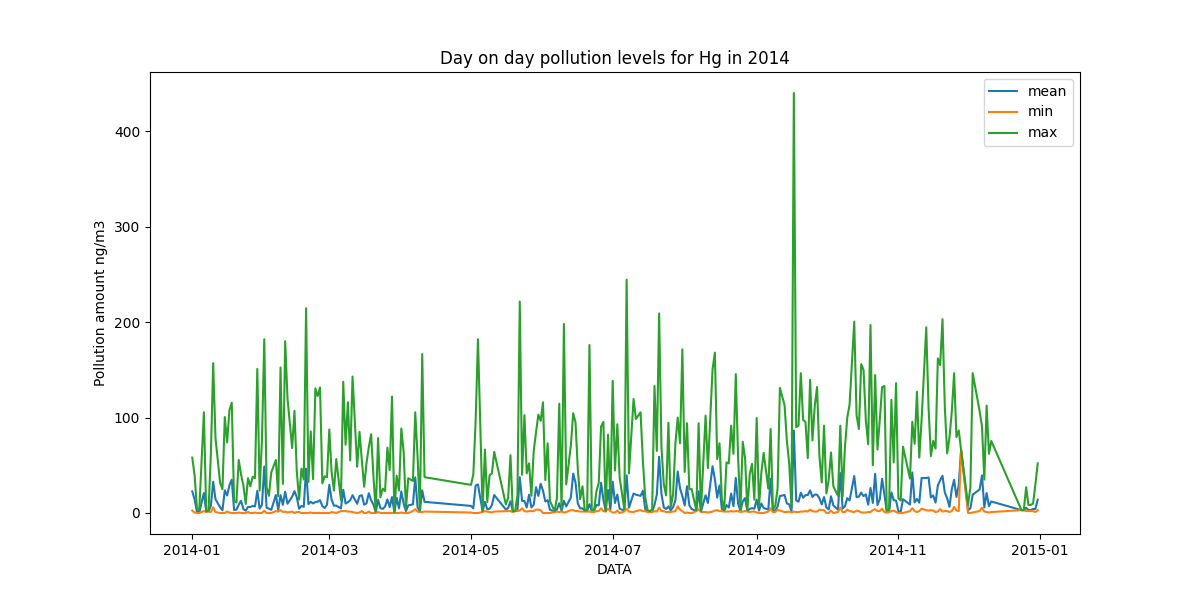 Day on day pollution levels for Hg in 2014
mean
min
max
Pollution amount ng/m3
400
300
200
100
0
2014-01 2014-03 2014-05 2014-07 2014-09 2014-11 2015-01
DATA